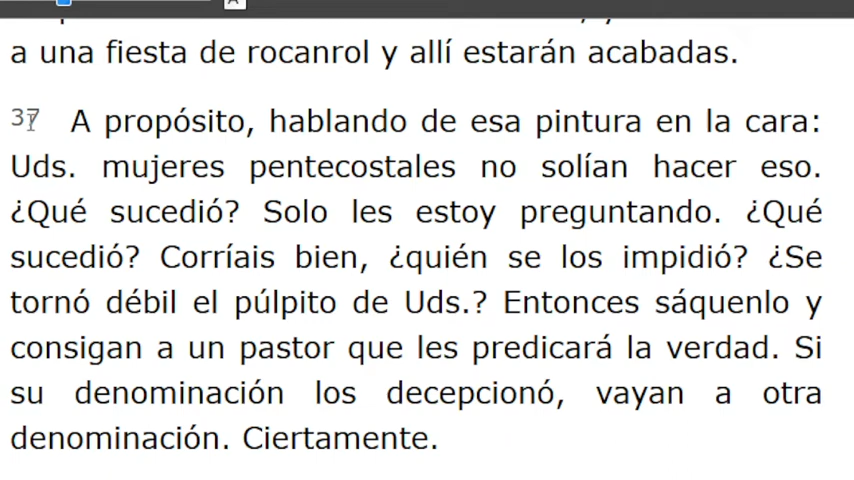 a una fiesta de rocanrol y allí estarán acabadas.
37 A propósito, hablando de esa pintura en la cara:
Uds. mujeres pentecostales no solían hacer eso.
¿Qué sucedió? Solo les estoy preguntando. ¿Qué
sucedió? Corríais bien, ¿quién se los impidió? ¿Se
tornó débil el púlpito de Uds.? Entonces sáquenlo y
consigan a un pastor que les predicará la verdad. Si
su denominación los decepcionó, vayan a otra
denominación. Ciertamente.